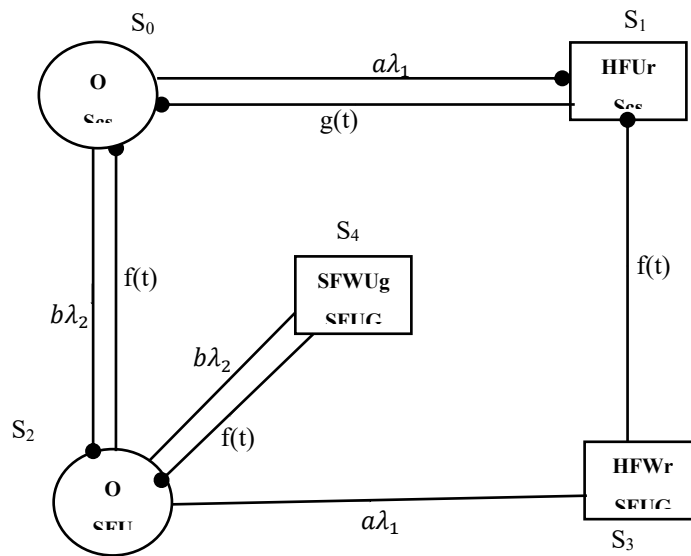 S₀
S₁
O
aλ₁
HFUr
g(t)
S₄
f(t)
SFWUg
f(t)
bλ₂
bλ₂
S₂
f(t)
O
HFWr
aλ₁
S₃